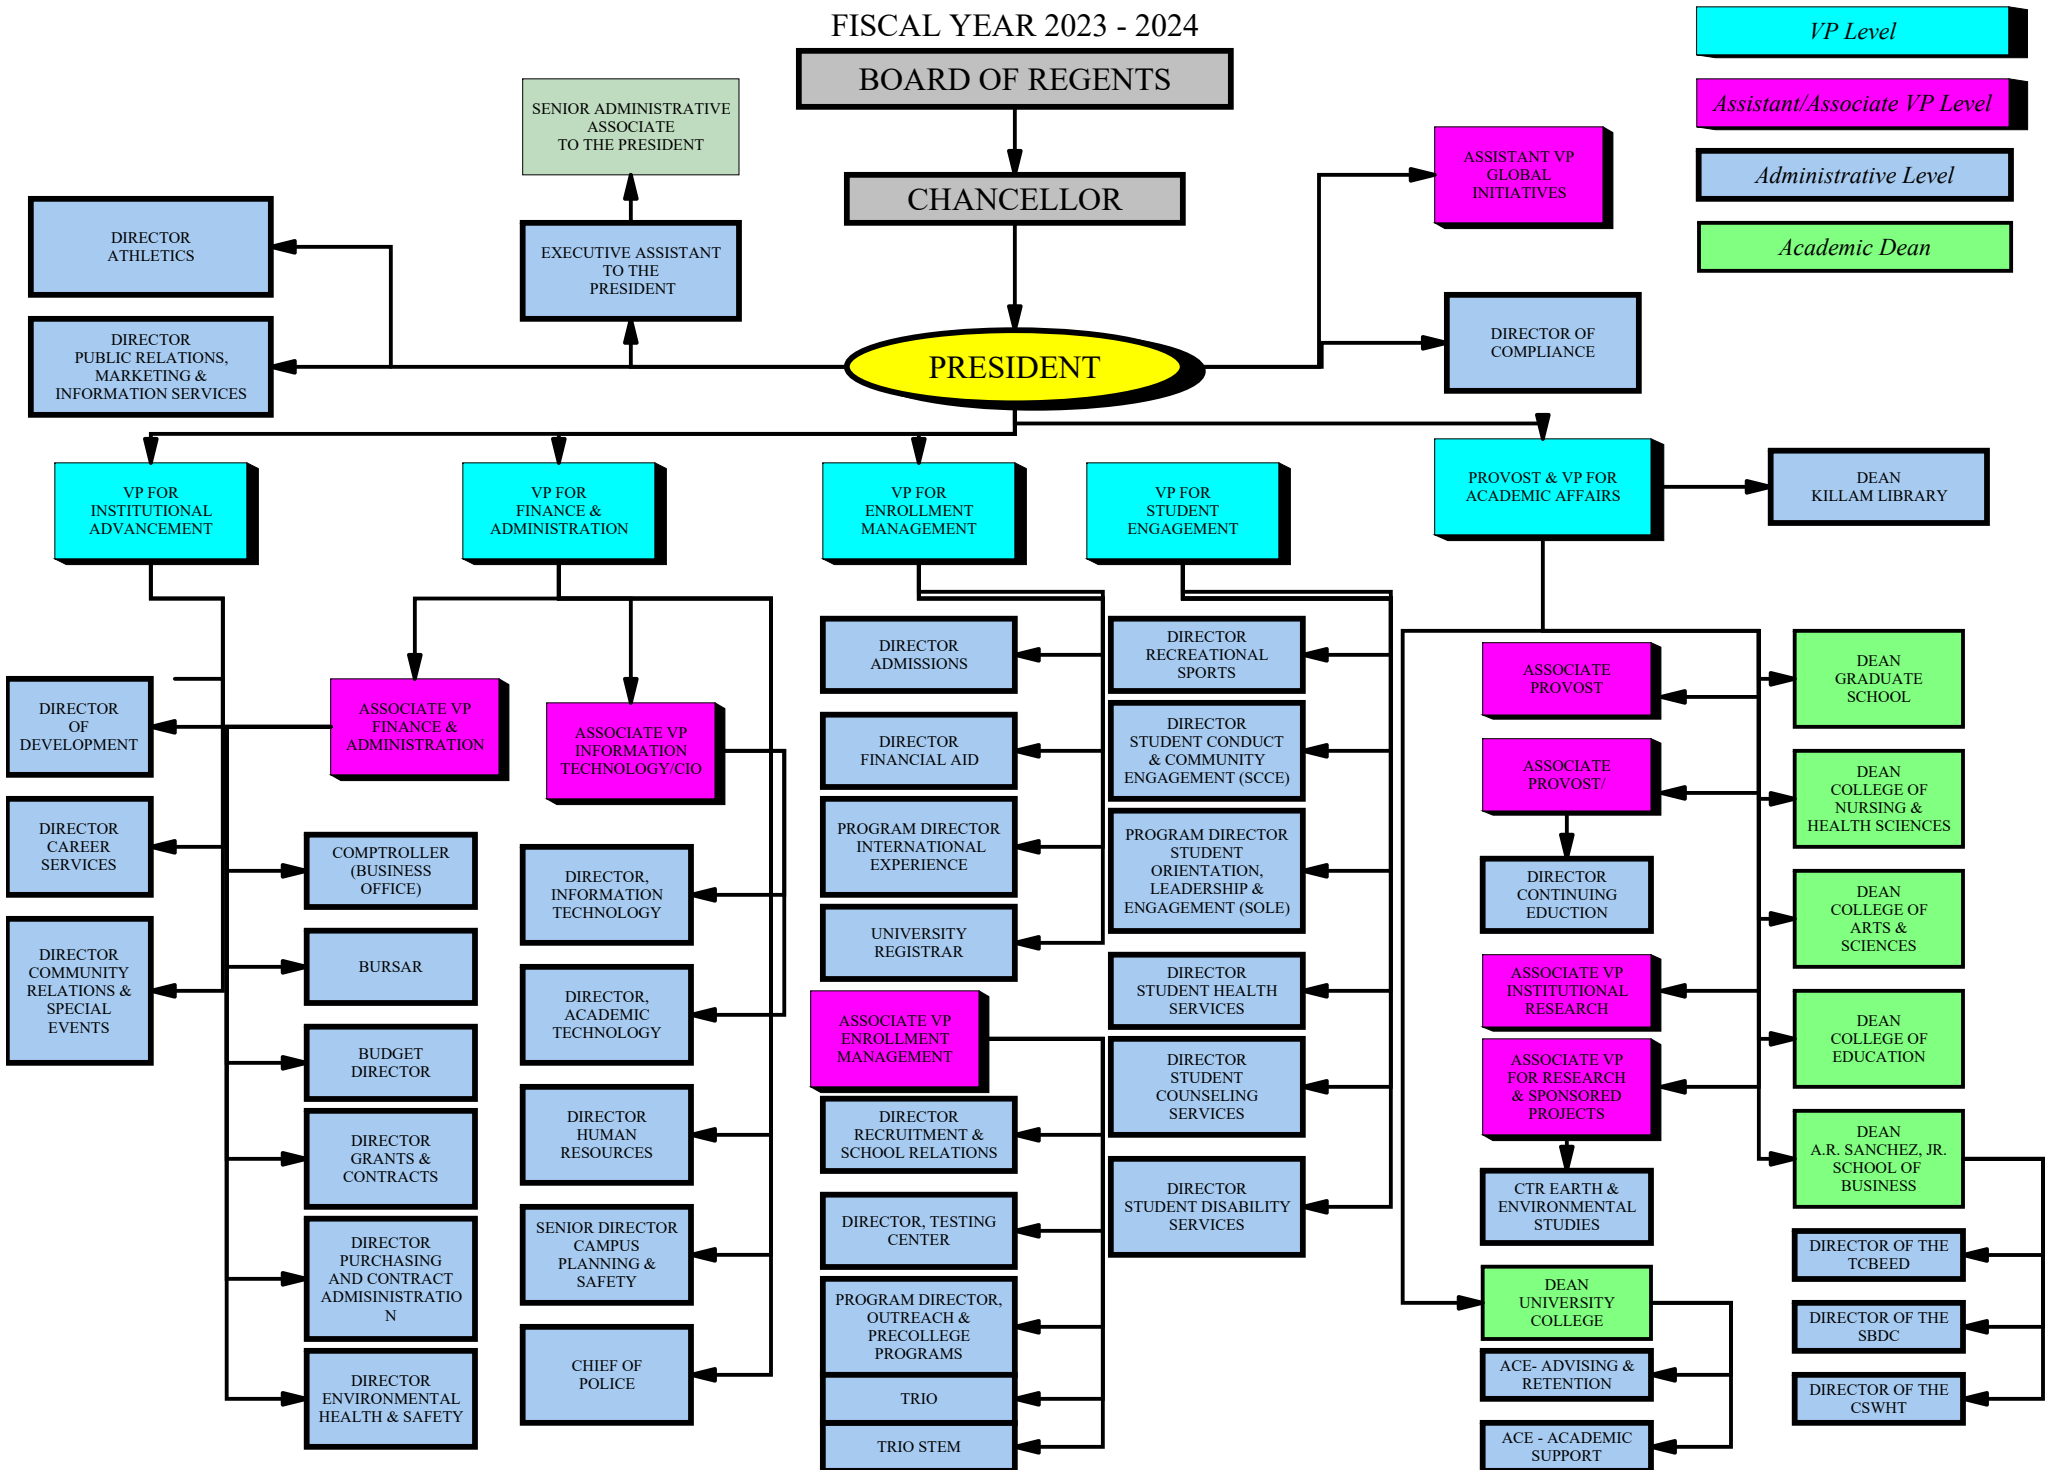 FISCAL YEAR 2023 - 2024
BOARD OF REGENTS
CHANCELLOR
PRESIDENT
VP Level
Assistant/Associate VP Level
Administrative Level
Academic Dean
SENIOR ADMINISTRATIVE
ASSOCIATE
TO THE PRESIDENT
EXECUTIVE ASSISTANT
TO THE
PRESIDENT
DIRECTOR
ATHLETICS
DIRECTOR
PUBLIC RELATIONS,
MARKETING &
INFORMATION SERVICES
ASSISTANT VP
GLOBAL
INITIATIVES
DIRECTOR OF
COMPLIANCE
VP FOR
INSTITUTIONAL
ADVANCEMENT
VP FOR
FINANCE &
ADMINISTRATION
VP FOR
ENROLLMENT
MANAGEMENT
VP FOR
STUDENT
ENGAGEMENT
PROVOST & VP FOR
ACADEMIC AFFAIRS
DEAN
KILLAM LIBRARY
DIRECTOR
OF
DEVELOPMENT
DIRECTOR
CAREER
SERVICES
DIRECTOR
COMMUNITY
RELATIONS &
SPECIAL
EVENTS
ASSOCIATE VP
FINANCE &
ADMINISTRATION
COMPTROLLER
(BUSINESS
OFFICE)
BURSAR
BUDGET
DIRECTOR
DIRECTOR
GRANTS &
CONTRACTS
DIRECTOR
PURCHASING
AND CONTRACT
ADMISINISTRATIO
N
DIRECTOR
ENVIRONMENTAL
HEALTH & SAFETY
ASSOCIATE VP
INFORMATION
TECHNOLOGY/CIO
DIRECTOR,
INFORMATION
TECHNOLOGY
DIRECTOR,
ACADEMIC
TECHNOLOGY
DIRECTOR
HUMAN
RESOURCES
SENIOR DIRECTOR
CAMPUS
PLANNING &
SAFETY
CHIEF OF
POLICE
DIRECTOR
ADMISSIONS
DIRECTOR
FINANCIAL AID
PROGRAM DIRECTOR
INTERNATIONAL
EXPERIENCE
UNIVERSITY
REGISTRAR
ASSOCIATE VP
ENROLLMENT
MANAGEMENT
DIRECTOR
RECRUITMENT &
SCHOOL RELATIONS
DIRECTOR, TESTING
CENTER
PROGRAM DIRECTOR,
OUTREACH &
PRECOLLEGE
PROGRAMS
TRIO
TRIO STEM
DIRECTOR
RECREATIONAL
SPORTS
DIRECTOR
STUDENT CONDUCT
& COMMUNITY
ENGAGEMENT (SCCE)
PROGRAM DIRECTOR
STUDENT
ORIENTATION,
LEADERSHIP &
ENGAGEMENT (SOLE)
DIRECTOR
STUDENT HEALTH
SERVICES
DIRECTOR
STUDENT
COUNSELING
SERVICES
DIRECTOR
STUDENT DISABILITY
SERVICES
ASSOCIATE
PROVOST
ASSOCIATE
PROVOST/
DIRECTOR
CONTINUING
EDUCTION
ASSOCIATE VP
INSTITUTIONAL
RESEARCH
ASSOCIATE VP
FOR RESEARCH
& SPONSORED
PROJECTS
CTR EARTH &
ENVIRONMENTAL
STUDIES
DEAN
UNIVERSITY
COLLEGE
ACE- ADVISING &
RETENTION
ACE - ACADEMIC
SUPPORT
DEAN
GRADUATE
SCHOOL
DEAN
COLLEGE OF
NURSING &
HEALTH SCIENCES
DEAN
COLLEGE OF
ARTS &
SCIENCES
DEAN
COLLEGE OF
EDUCATION
DEAN
A.R. SANCHEZ, JR.
SCHOOL OF
BUSINESS
DIRECTOR OF THE
TCBEED
DIRECTOR OF THE
SBDC
DIRECTOR OF THE
CSWHT